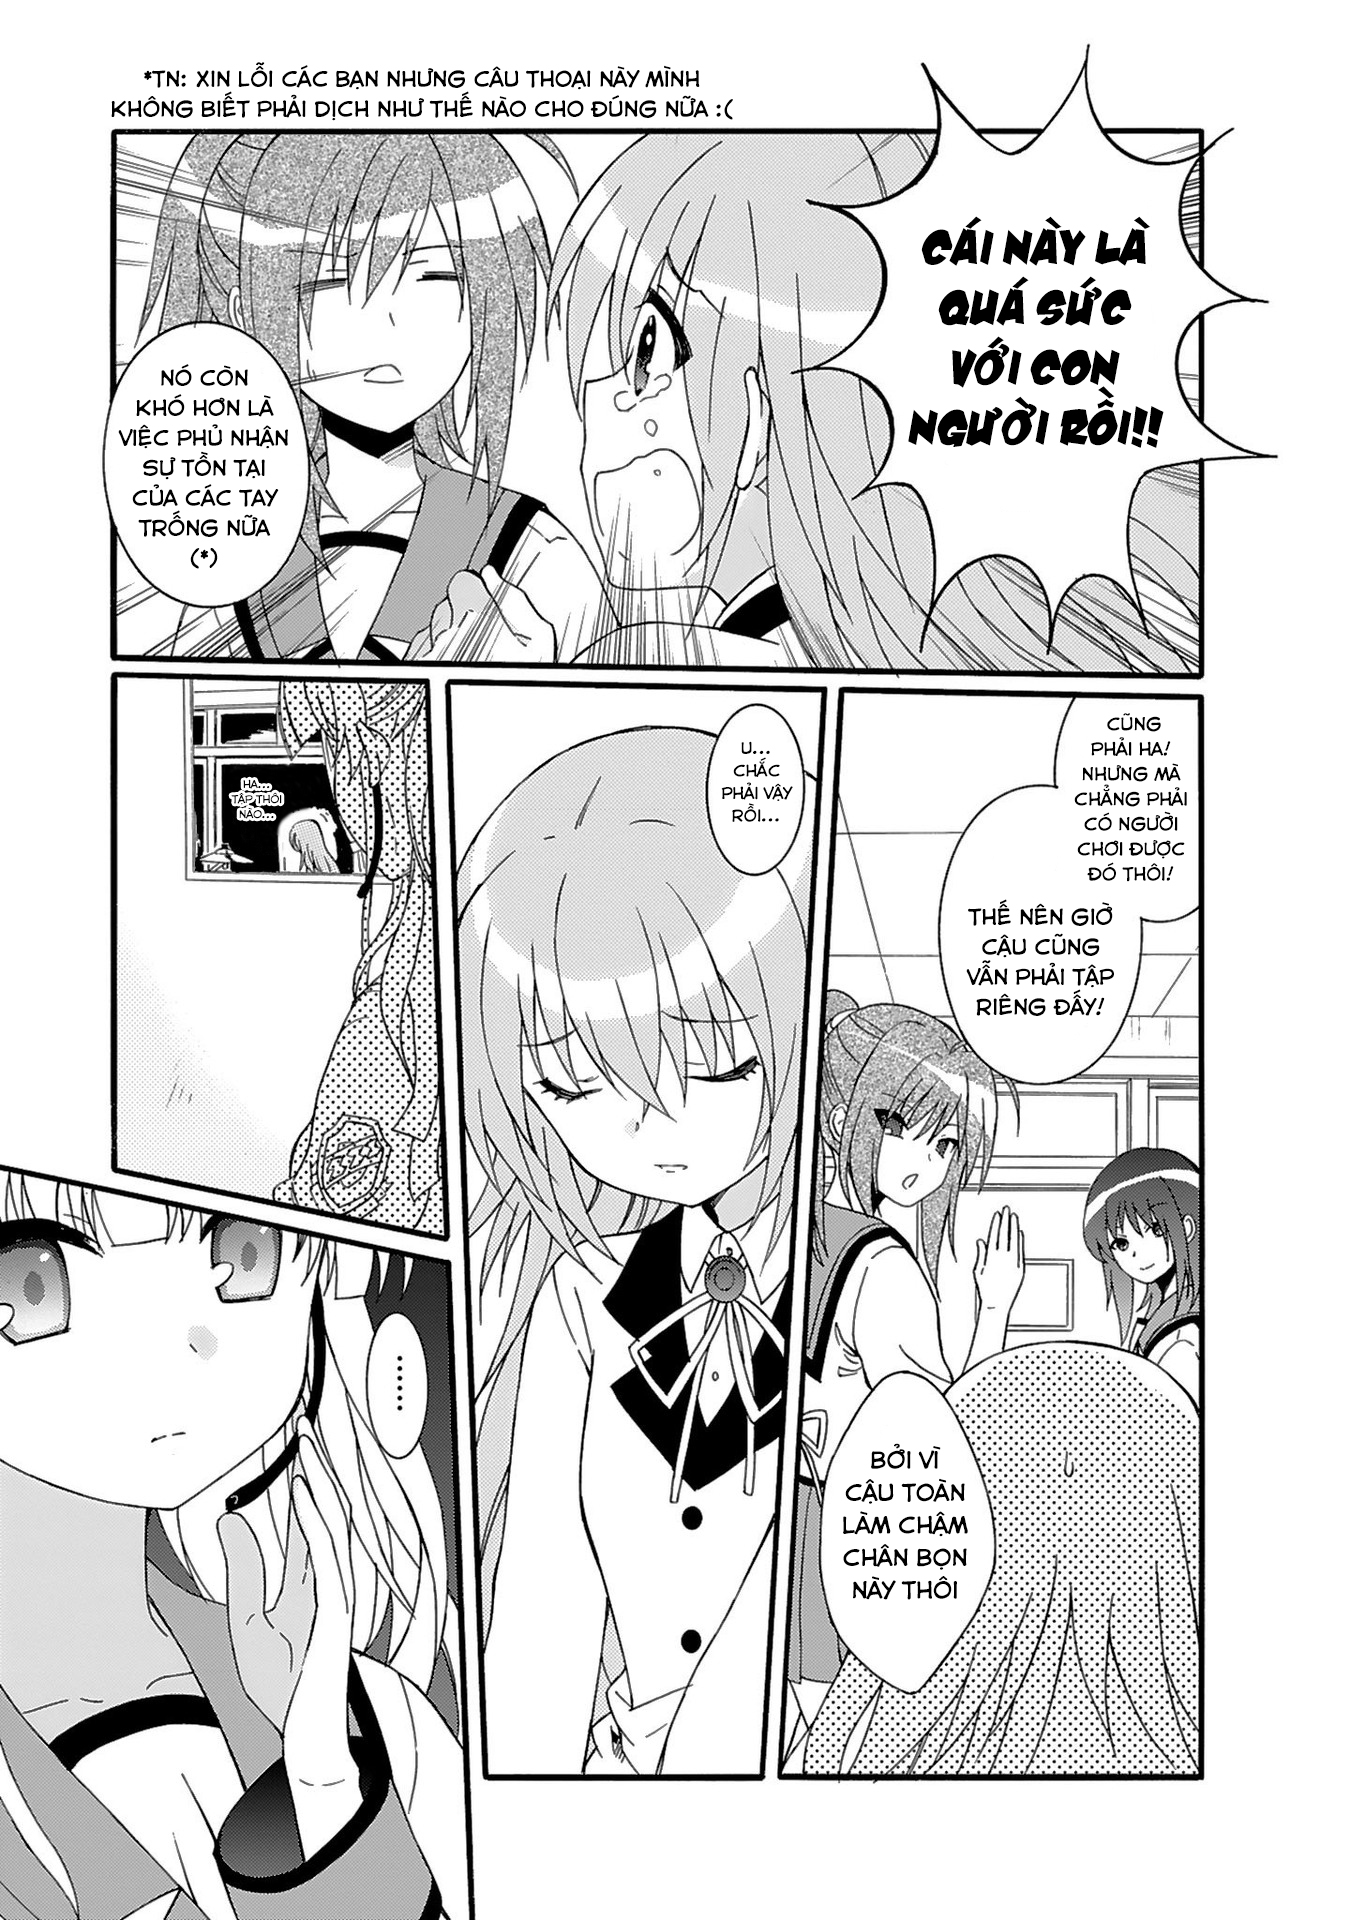 *TN: XIN LỖI CÁC BẠN NHƯNG CÂU THOẠI NÀY MÌNH
KHÔNG BIẾT PHẢI DỊCH NHƯ THẾ NÀO CHO ĐÚNG NỮA :(
CÁI NÀY LÀ
QUÁ SỨC
VỚI CON
NGƯỜI RỒI!!
NÓ CÒN
KHÓ HƠN LÀ
VIỆC PHỦ NHẬN
SỰ TỒN TẠI
CỦA CÁC TAY
TRỐNG NỮA
(*)
CŨNG
PHẢI HA!
NHƯNG MÀ
CHẲNG PHẢI
CÓ NGƯỜI
CHƠI ĐƯỢC
ĐÓ THÔI!
THẾ NÊN GIỜ
CẬU CŨNG
VẪN PHẢI TẬP
RIÊNG ĐẤY!
BỞI VÌ
CẬU TOÀN
LÀM CHẬM
CHÂN BỌN
NÀY THÔI
U...
CHẮC
PHẢI VẬY
RỒI...
HA...
TẬP THÔI
NÀO...
......